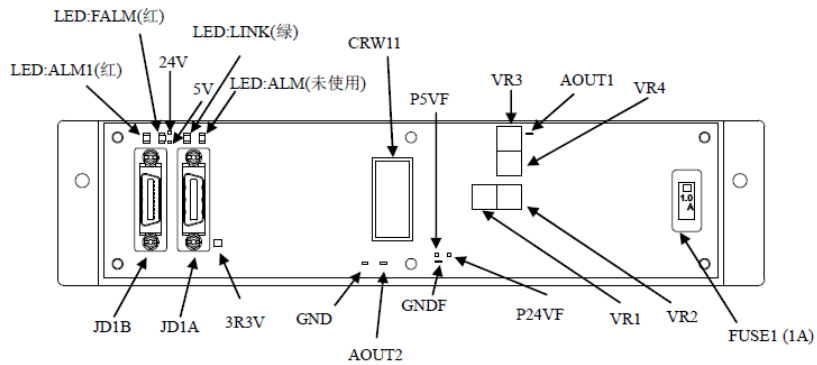 LED:FALM(红)
LED:LINK(绿)
CRW11
24V
LED:ALM1(红)
5V
LED:ALM(未使用)
P5VF
VR3
AOUT1
VR4
1.0
A
JD1B
JD1A
3R3V
GND
AOUT2
GNDF
P24VF
VR1
VR2
FUSE1 (1A)